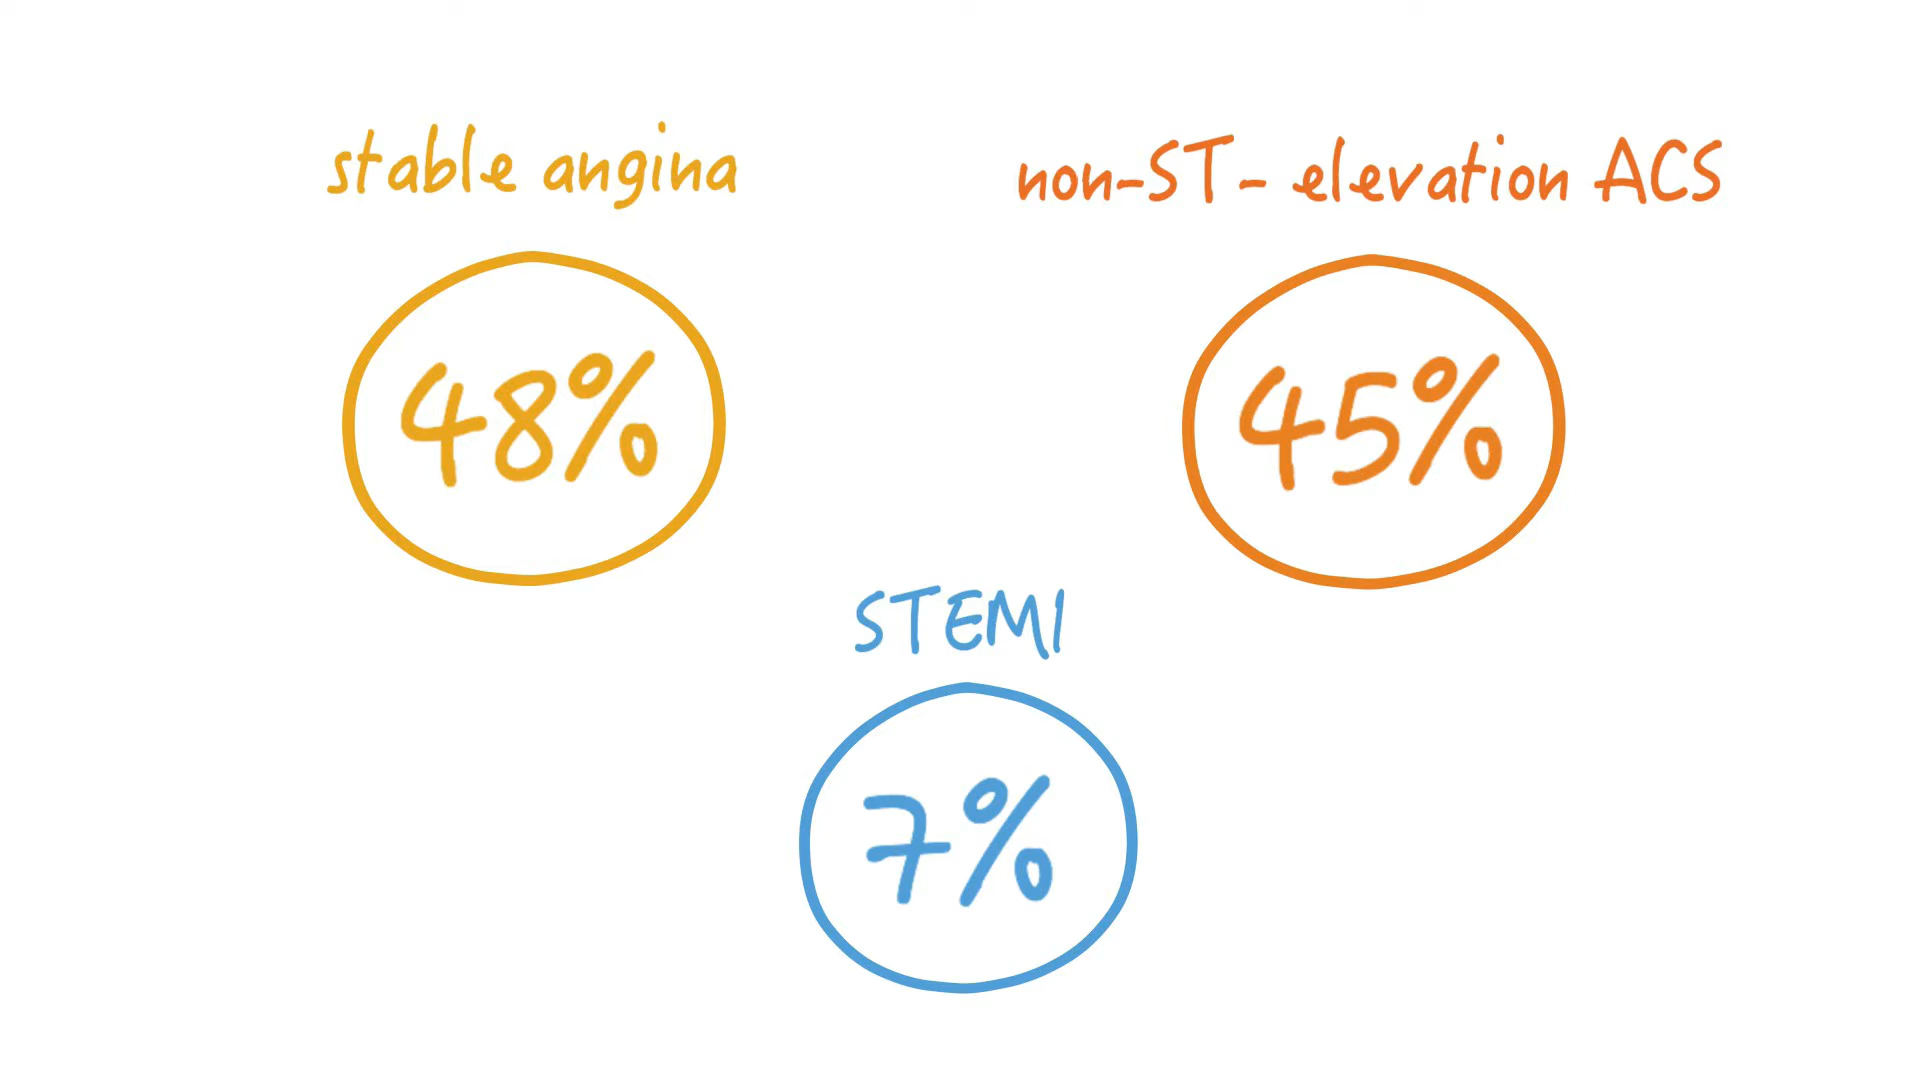 stable angina
non-ST- elevation ACS
48%
45%
STEMI
7%